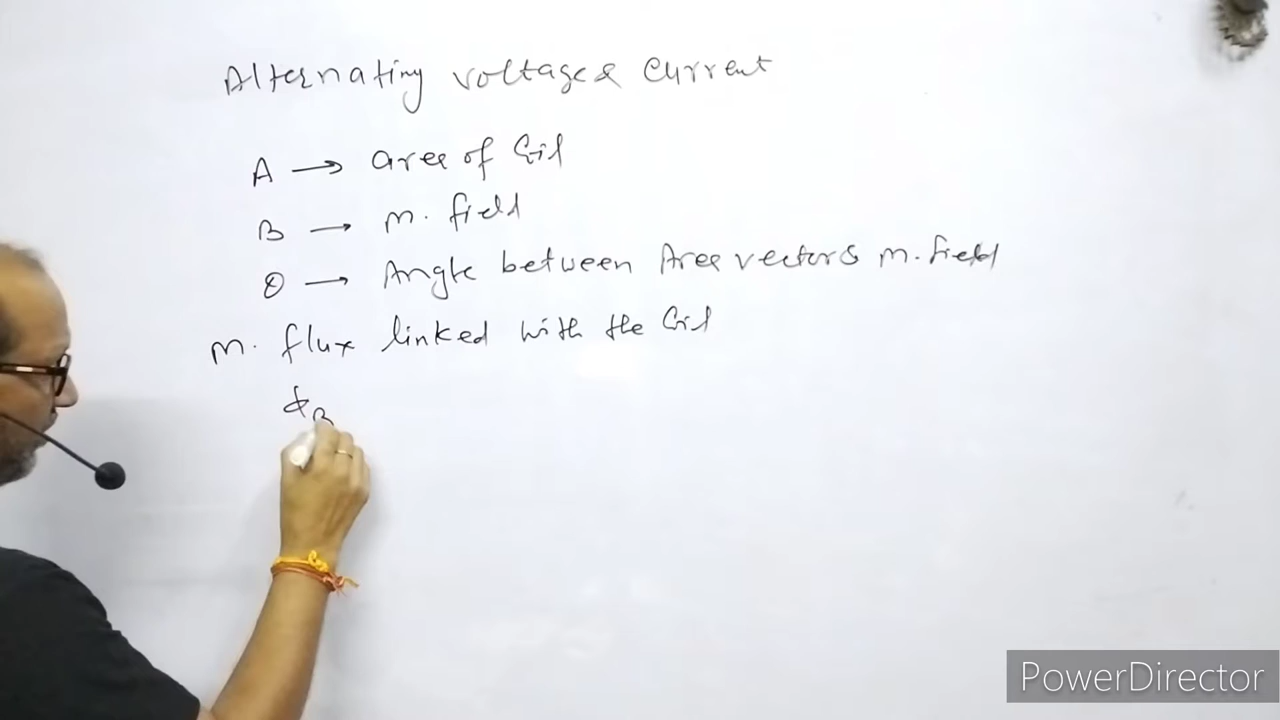 Alternating voltage & Current
A → area of Coil
B → m. field
θ → Angle between Area vector & m. field
m. flux linked with the Coil
ϕB
PowerDirector